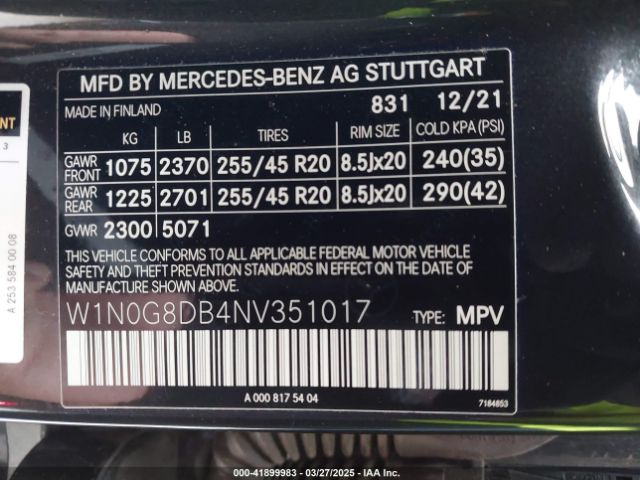 MFD BY MERCEDES-BENZ AG STUTTGART
MADE IN FINLAND 831 12/21
KG LB TIRES RIM SIZE COLD KPA (PSI)
GAWR FRONT 1075 2370 255/45 R20 8.5Jx20 240(35)
GAWR REAR 1225 2701 255/45 R20 8.5Jx20 290(42)
GVWR 2300 5071
THIS VEHICLE CONFORMS TO ALL APPLICABLE FEDERAL MOTOR VEHICLE
SAFETY AND THEFT PREVENTION STANDARDS IN EFFECT ON THE DATE
OF MANUFACTURE SHOWN ABOVE.
W1N0G8DB4NV351017 TYPE: MPV
A 000 817 54 04 7184853
A 253 584 00 08
000-41899983 | 03/27/2025 | IAA Inc.